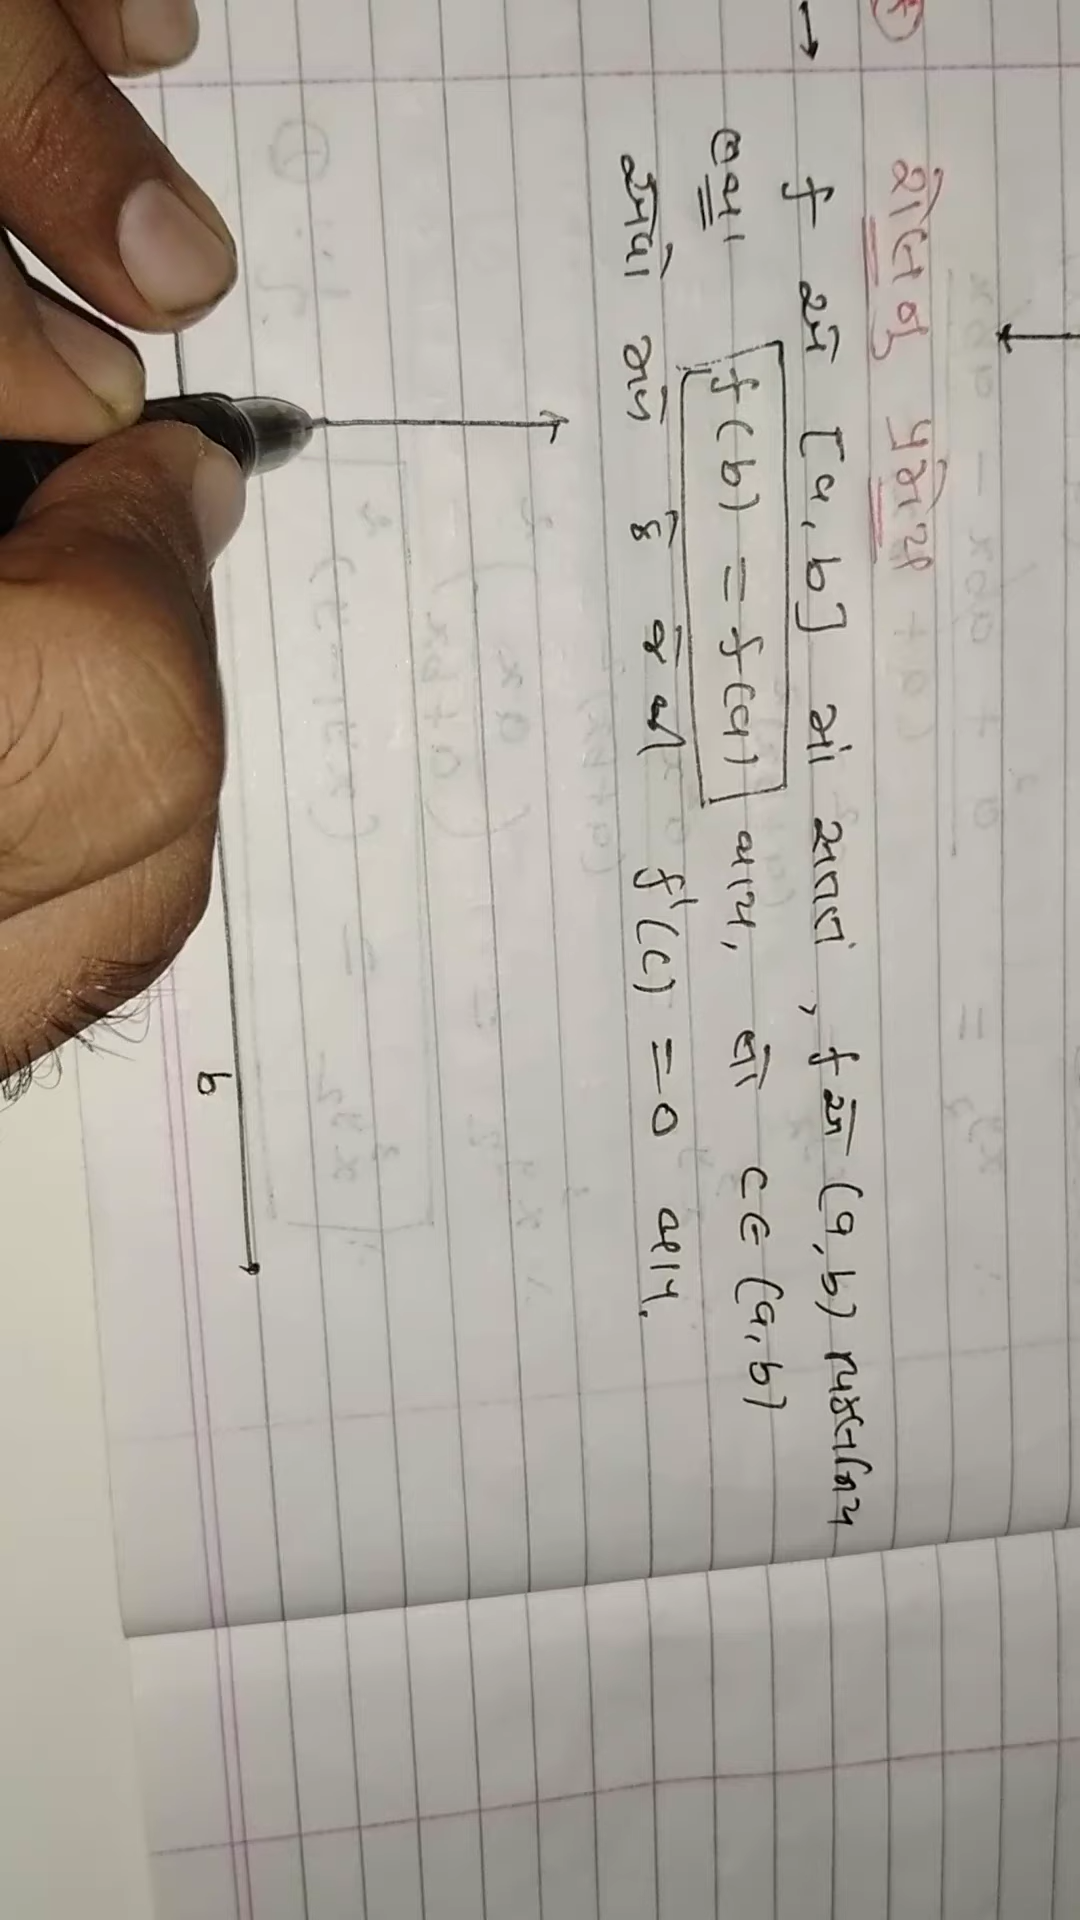 રોલનું પ્રમેય
→ f એ [a, b] માં સતત , f એ (a, b) વિકલનિય
તથા f(b) = f(a) થાય, તો c∈ (a, b)
એવો મળે કે જેથી f'(c) = 0 થાય.
b